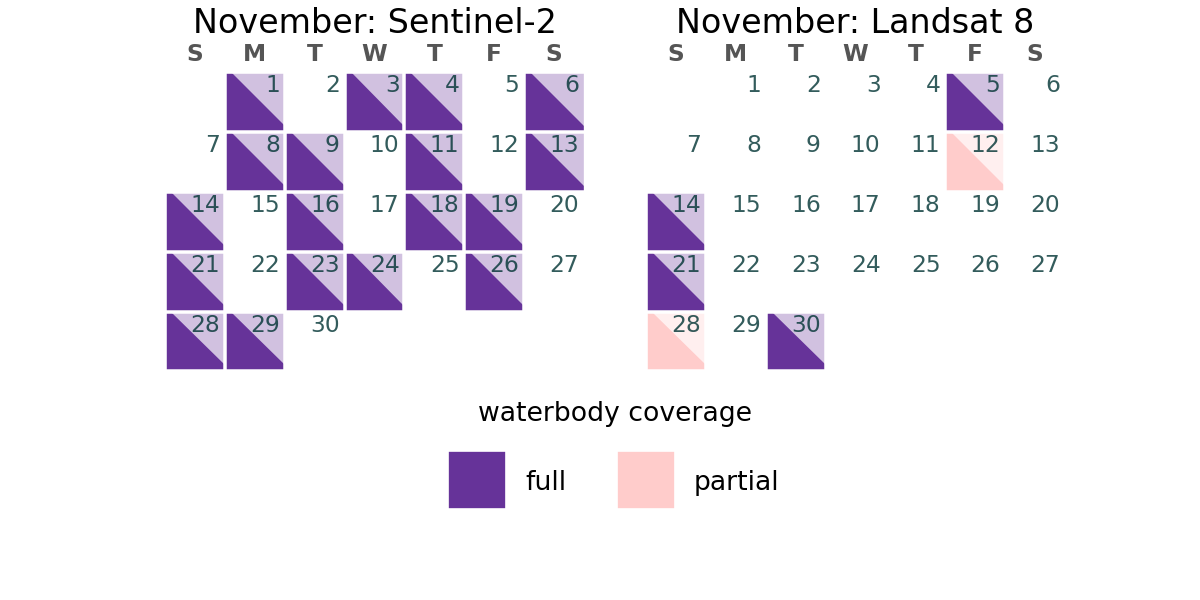 November: Sentinel-2
S M T W T F S
1 2 3 4 5 6
7 8 9 10 11 12 13
14 15 16 17 18 19 20
21 22 23 24 25 26 27
28 29 30
November: Landsat 8
S M T W T F S
1 2 3 4 5 6
7 8 9 10 11 12 13
14 15 16 17 18 19 20
21 22 23 24 25 26 27
28 29 30
waterbody coverage
full
partial